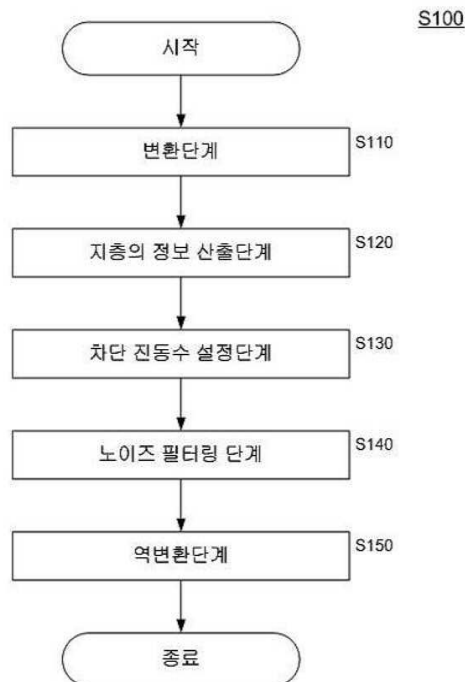 S100
시작
변환단계
S110
지층의 정보 산출단계
S120
차단 진동수 설정단계
S130
노이즈 필터링 단계
S140
역변환단계
S150
종료